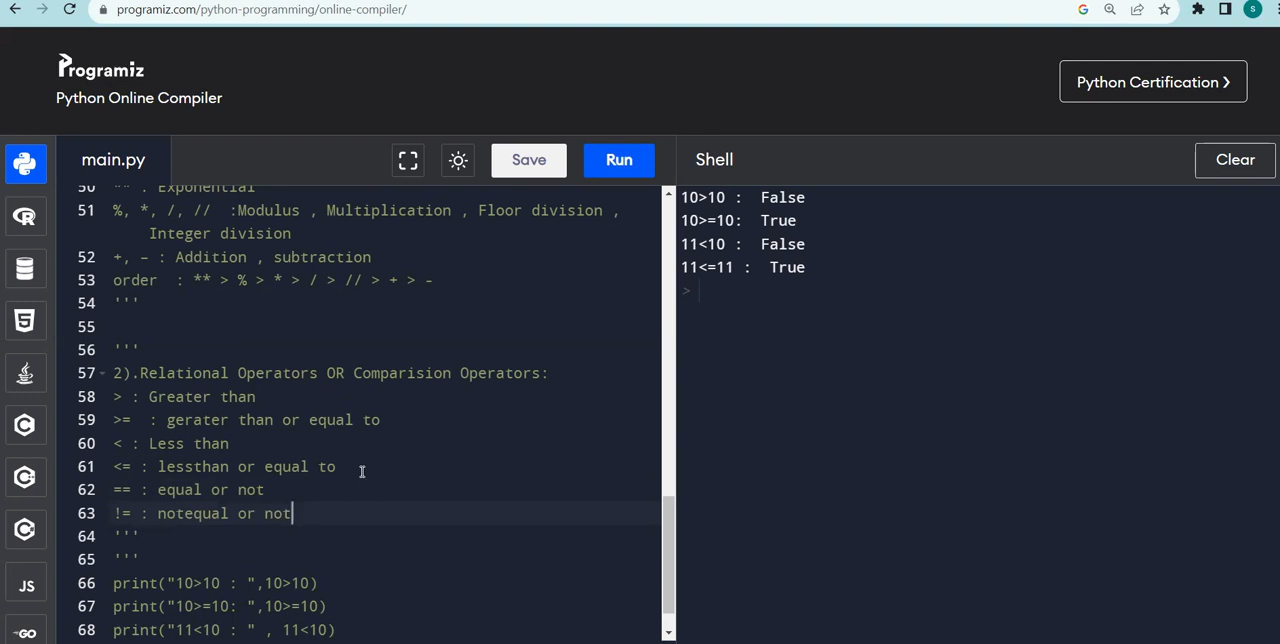 programiz.com/python-programming/online-compiler/
S
Programiz
Python Online Compiler
Python Certification ❯
main.py
Save
Run
Shell
Clear
50 ** : Exponential
51 %, *, /, // :Modulus , Multiplication , Floor division ,
Integer division
52 +, – : Addition , subtraction
53 order : ** > % > * > / > // > + > -
54 '''
55
56 '''
57 2).Relational Operators OR Comparision Operators:
58 > : Greater than
59 >= : gerater than or equal to
60 < : Less than
61 <= : lessthan or equal to
62 == : equal or not
63 != : notequal or not
64 '''
65 '''
66 print("10>10 : ",10>10)
67 print("10>=10: ",10>=10)
68 print("11<10 : " , 11<10)
10>10 : False
10>=10: True
11<10 : False
11<=11 : True
>
JS
GO